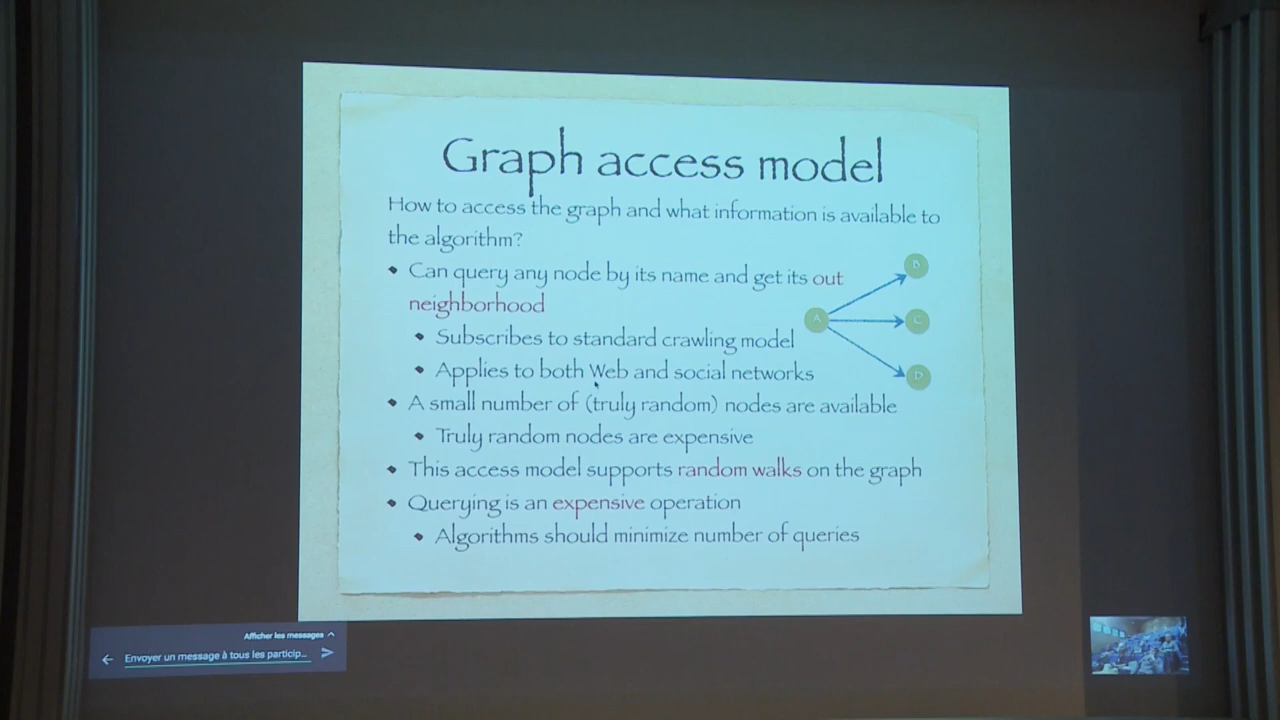 Graph access model
How to access the graph and what information is available to
the algorithm?
• Can query any node by its name and get its out
neighborhood
• Subscribes to standard crawling model
• Applies to both Web and social networks
• A small number of (truly random) nodes are available
• Truly random nodes are expensive
• This access model supports random walks on the graph
• Querying is an expensive operation
• Algorithms should minimize number of queries
B
A
C
D
Afficher les messages
Envoyer un message à tous les particip...